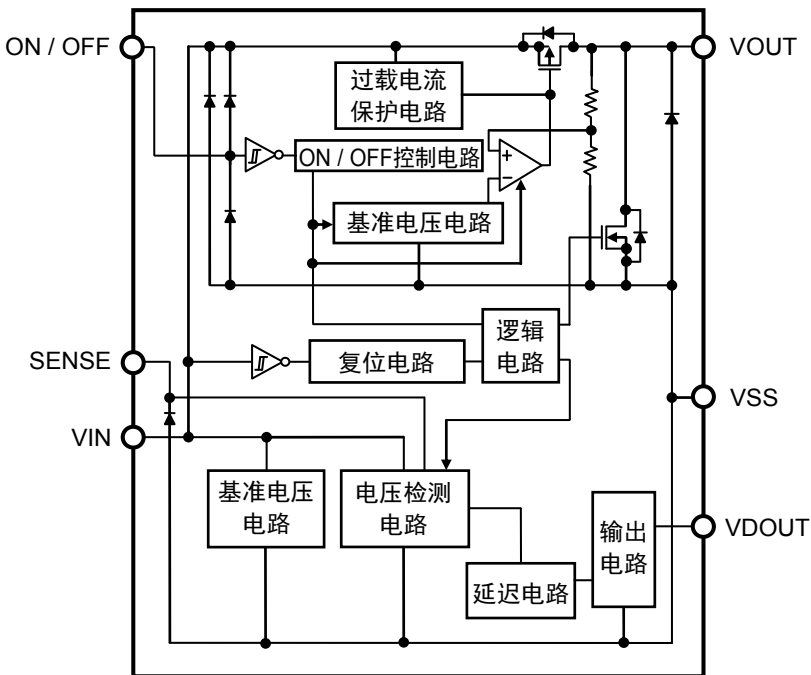 ON / OFF
VOUT
过载电流
保护电路
+
ON / OFF控制电路
−
基准电压电路
逻辑
电路
SENSE
复位电路
VSS
VIN
基准电压
电路
电压检测
电路
输出
电路
VDOUT
延迟电路